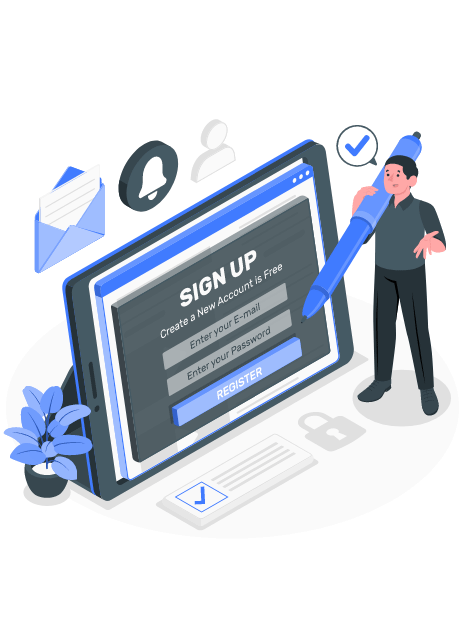 SIGN UP
Create a New Account is Free
Enter your E-mail
Enter your Password
REGISTER